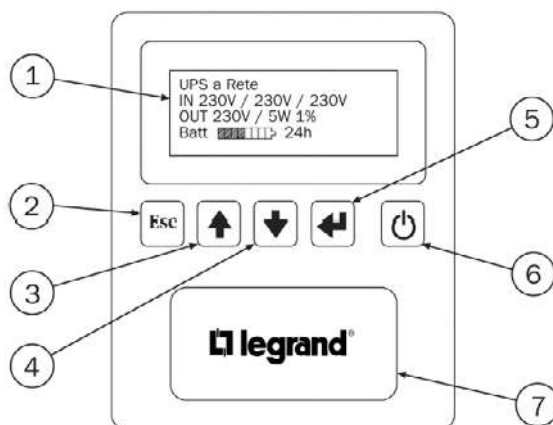 1
UPS a Rete
IN 230V / 230V / 230V
OUT 230V / 5W 1%
Batt 24h
5
2
Esc
3
6
4
legrand®
7